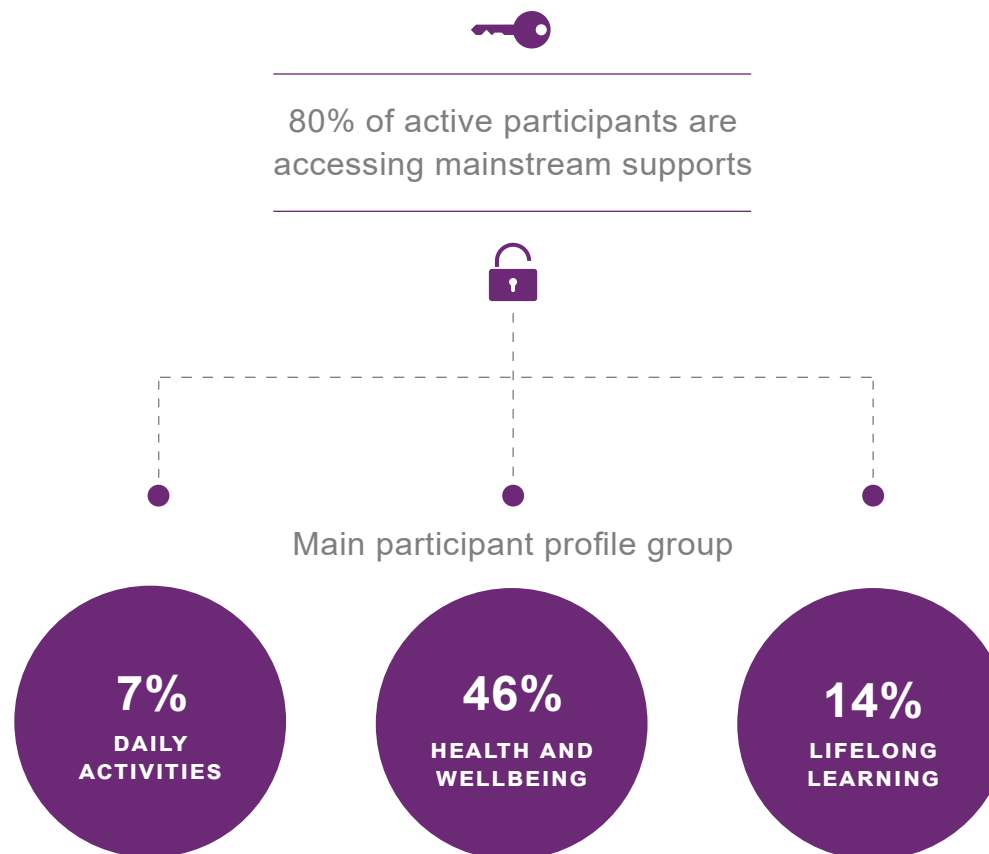 80% of active participants are
accessing mainstream supports
Main participant profile group
7%
DAILY
ACTIVITIES
46%
HEALTH AND
WELLBEING
14%
LIFELONG
LEARNING